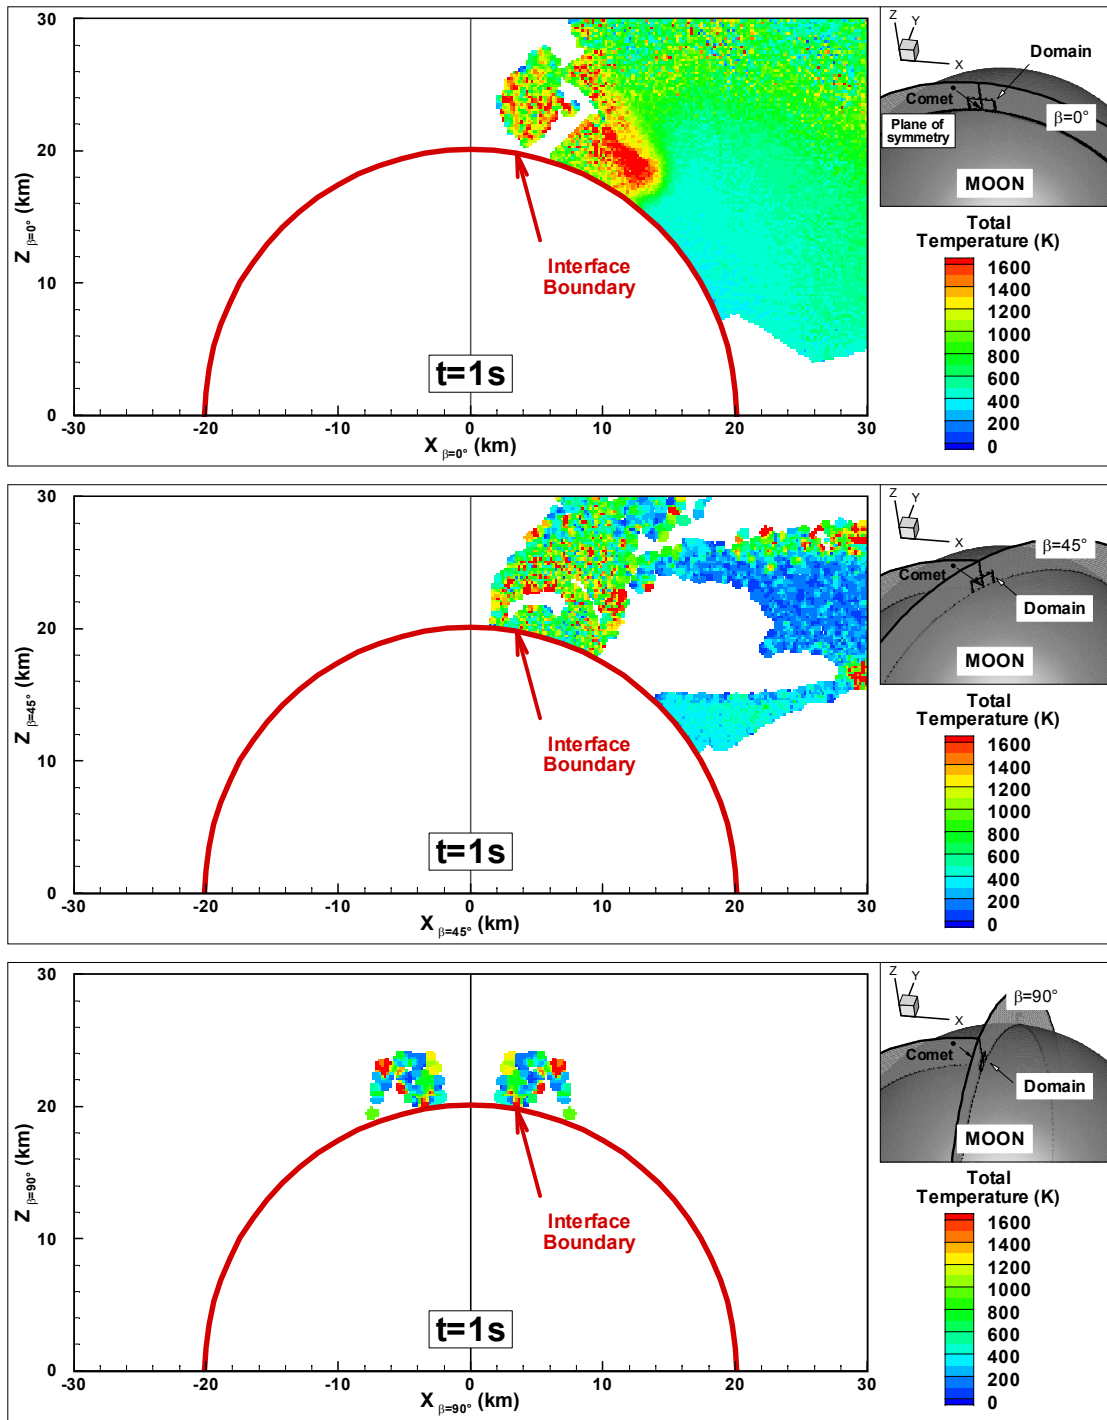 30
20
10
0
Z β=0° (km)
-30 -20 -10 0 10 20 30
X β=0° (km)
Interface
Boundary
t=1s
Z Y
X
Domain
Comet
β=0°
Plane of
symmetry
MOON
Total
Temperature (K)
1600
1400
1200
1000
800
600
400
200
0
30
20
10
0
Z β=45° (km)
-30 -20 -10 0 10 20 30
X β=45° (km)
Interface
Boundary
t=1s
Z Y
X
β=45°
Comet
Domain
MOON
Total
Temperature (K)
1600
1400
1200
1000
800
600
400
200
0
30
20
10
0
Z β=90° (km)
-30 -20 -10 0 10 20 30
X β=90° (km)
Interface
Boundary
t=1s
Z Y
X
β=90°
Comet
Domain
MOON
Total
Temperature (K)
1600
1400
1200
1000
800
600
400
200
0